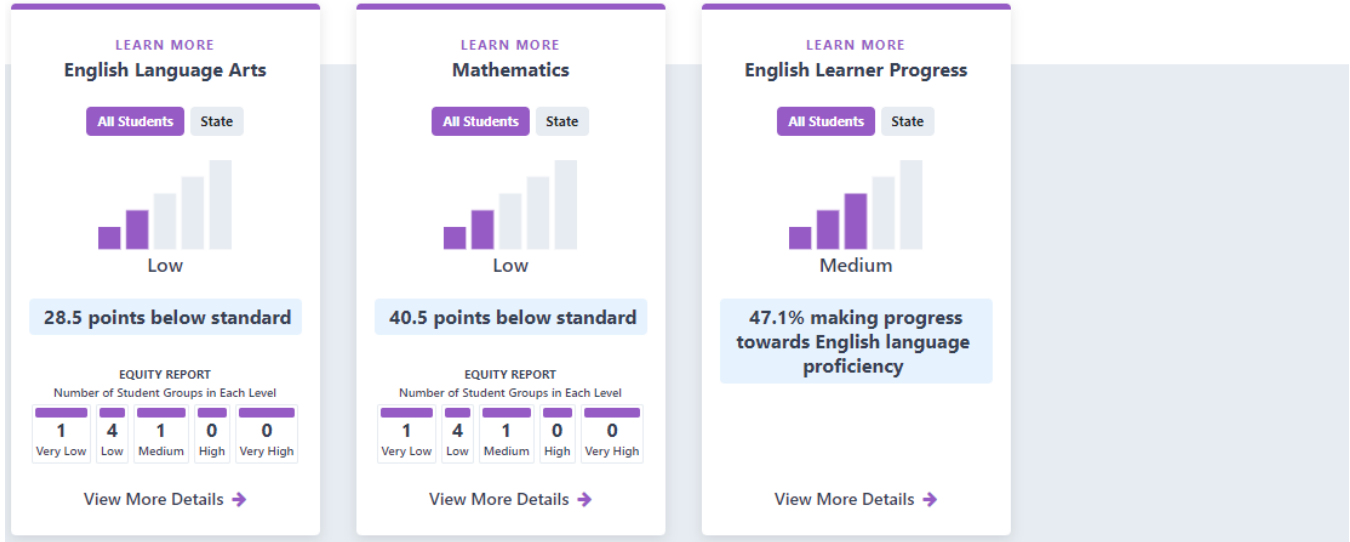 LEARN MORE
English Language Arts
All Students State
Low
28.5 points below standard
EQUITY REPORT
Number of Student Groups in Each Level
1 4 1 0 0
Very Low Low Medium High Very High
View More Details
LEARN MORE
Mathematics
All Students State
Low
40.5 points below standard
EQUITY REPORT
Number of Student Groups in Each Level
1 4 1 0 0
Very Low Low Medium High Very High
View More Details
LEARN MORE
English Learner Progress
All Students State
Medium
47.1% making progress
towards English language
proficiency
View More Details